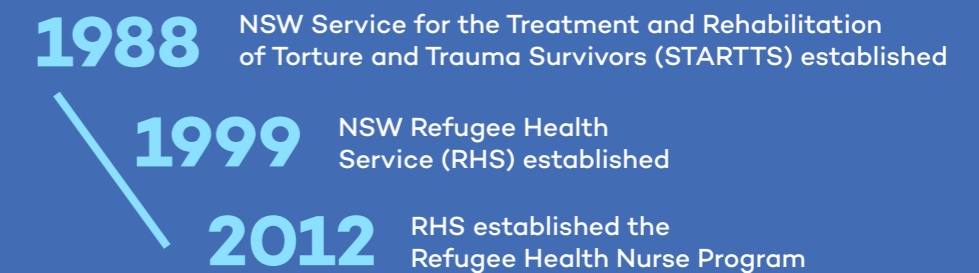 1988
NSW Service for the Treatment and Rehabilitation
of Torture and Trauma Survivors (STARTTS) established
1999
NSW Refugee Health
Service (RHS) established
2012
RHS established the
Refugee Health Nurse Program